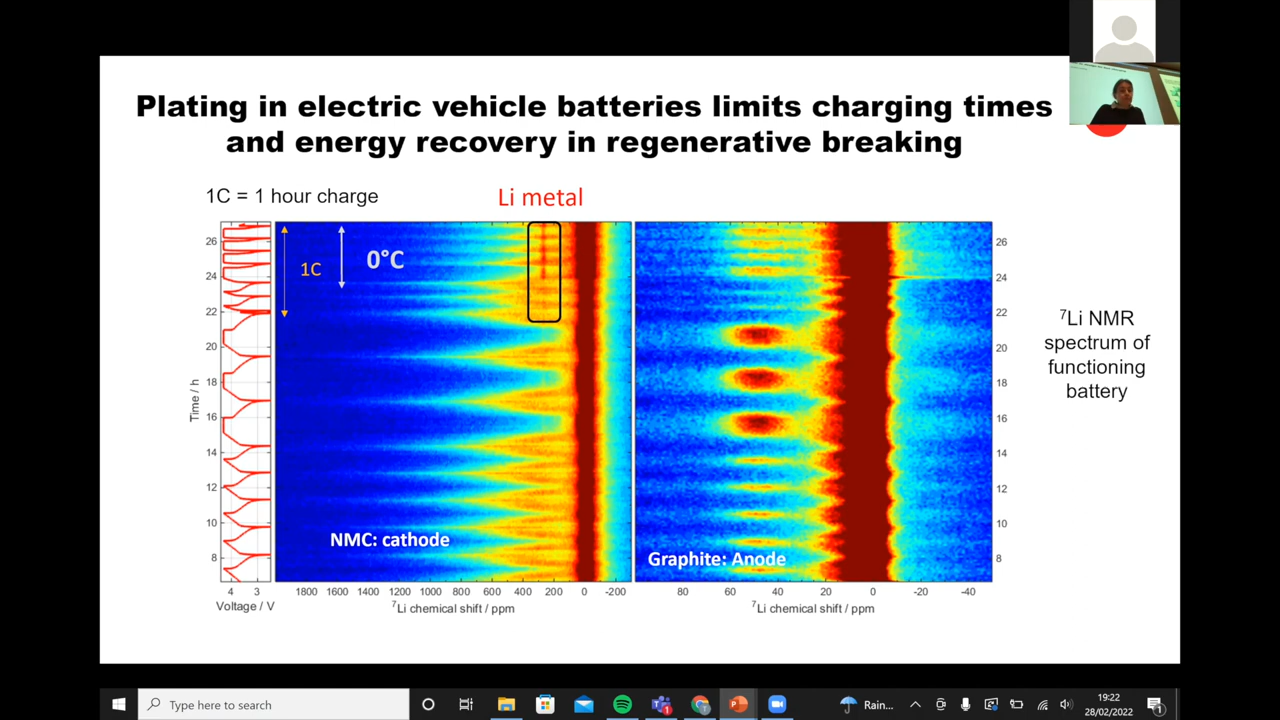 Plating in electric vehicle batteries limits charging times
and energy recovery in regenerative breaking
1C = 1 hour charge
Li metal
26
24
22
20
18
16
14
12
10
8
Time / h
4 3
Voltage / V
1C
0°C
NMC: cathode
1800 1600 1400 1200 1000 800 600 400 200 0 -200
⁷Li chemical shift / ppm
Graphite: Anode
80 60 40 20 0 -20 -40
⁷Li chemical shift / ppm
26
24
22
20
18
16
14
12
10
8
⁷Li NMR
spectrum of
functioning
battery
Type here to search
Rain...
19:22
28/02/2022